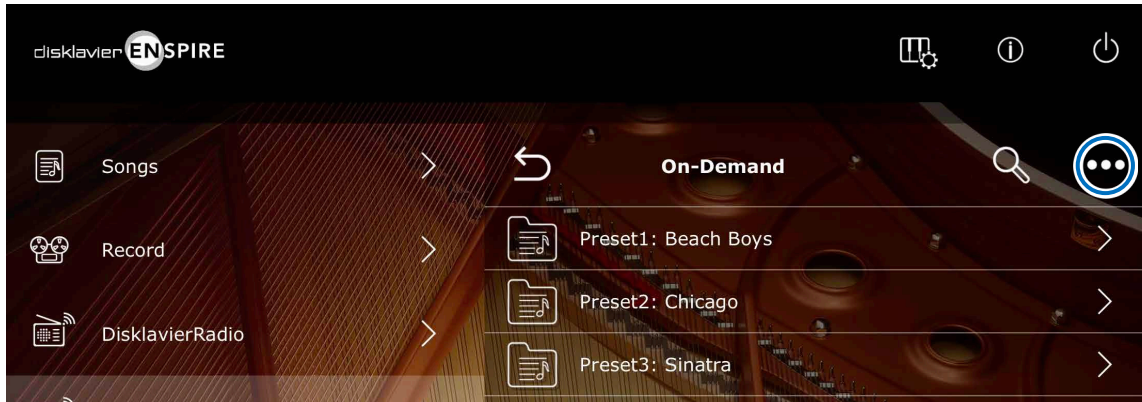 disklavier ENSPIRE
Songs
Record
DisklavierRadio
On-Demand
Preset1: Beach Boys
Preset2: Chicago
Preset3: Sinatra